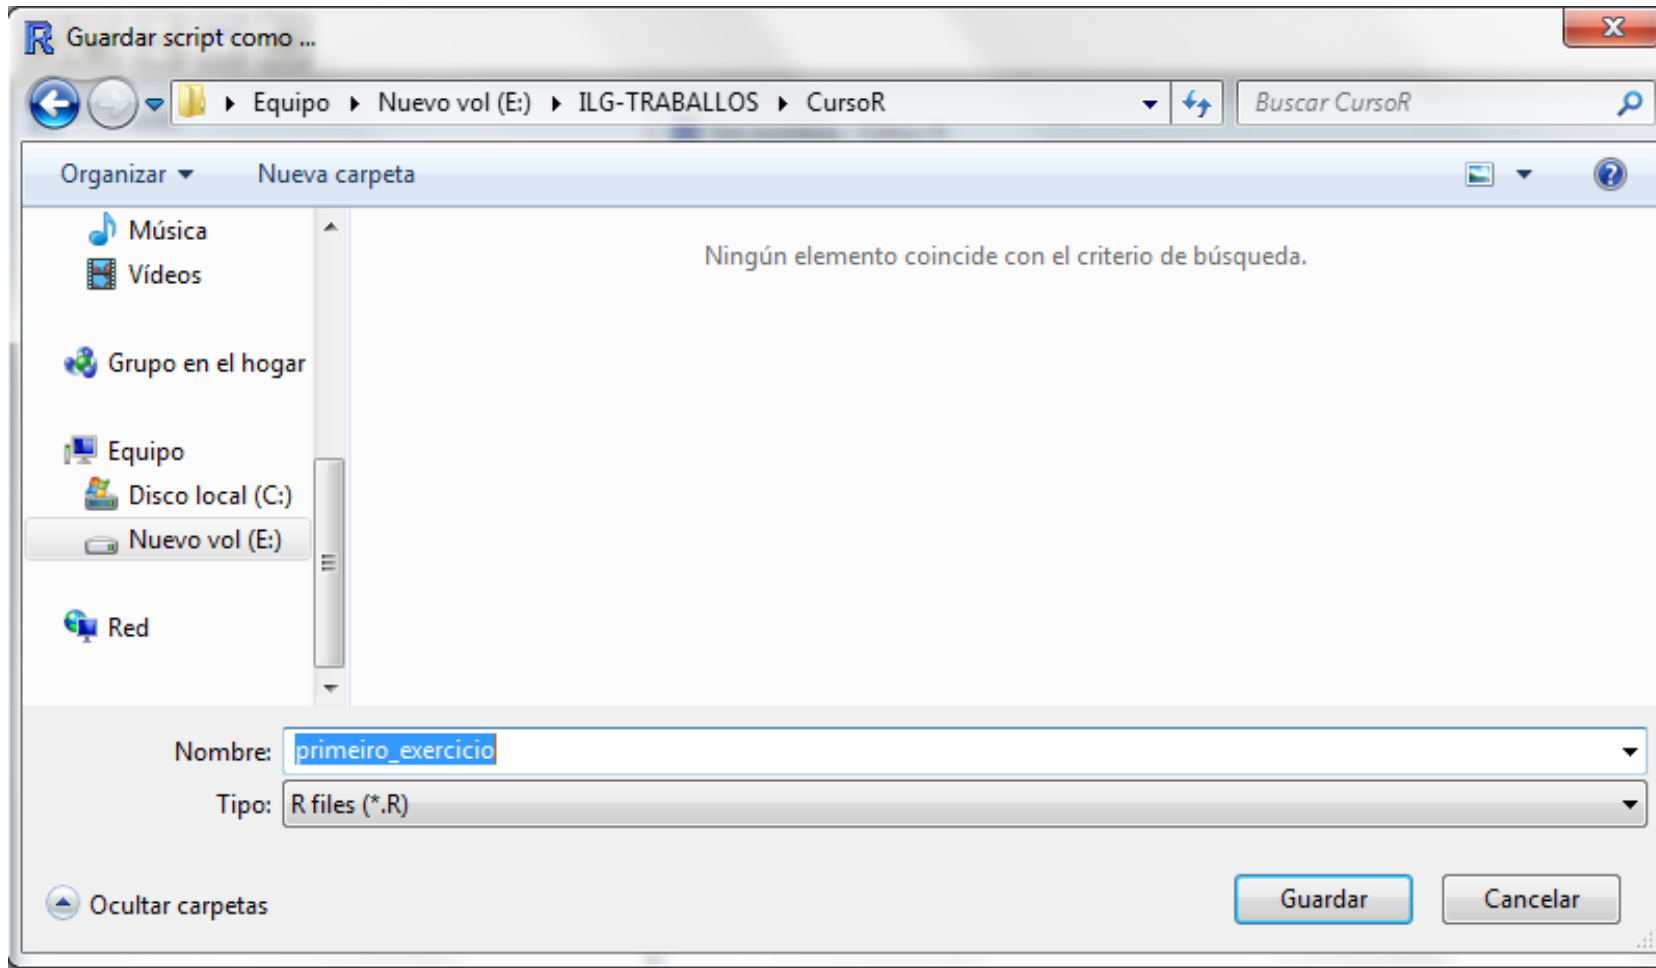 Guardar script como ...
Equipo Nuevo vol (E:) ILG-TRABALLOS CursoR
Buscar CursoR
Organizar Nueva carpeta
Música
Vídeos
Grupo en el hogar
Equipo
Disco local (C:)
Nuevo vol (E:)
Red
Ningún elemento coincide con el criterio de búsqueda.
Nombre: primeiro_exercicio
Tipo: R files (*.R)
Ocultar carpetas
Guardar Cancelar